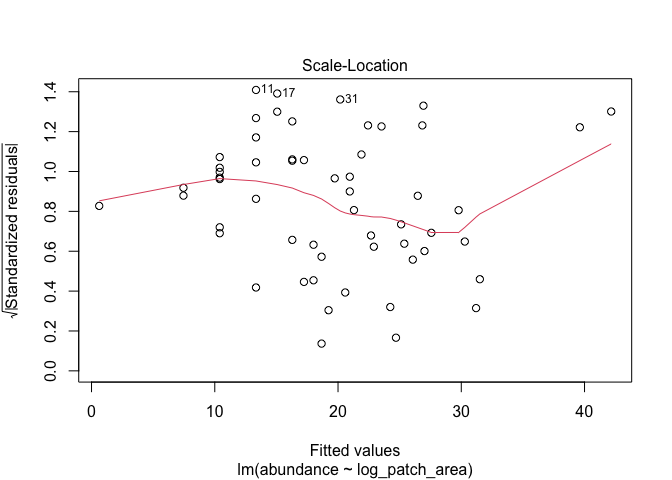 Scale-Location
√|Standardized residuals|
1.4
1.2
1.0
0.8
0.6
0.4
0.2
0.0
11
17
31
0 10 20 30 40
Fitted values
lm(abundance ~ log_patch_area)